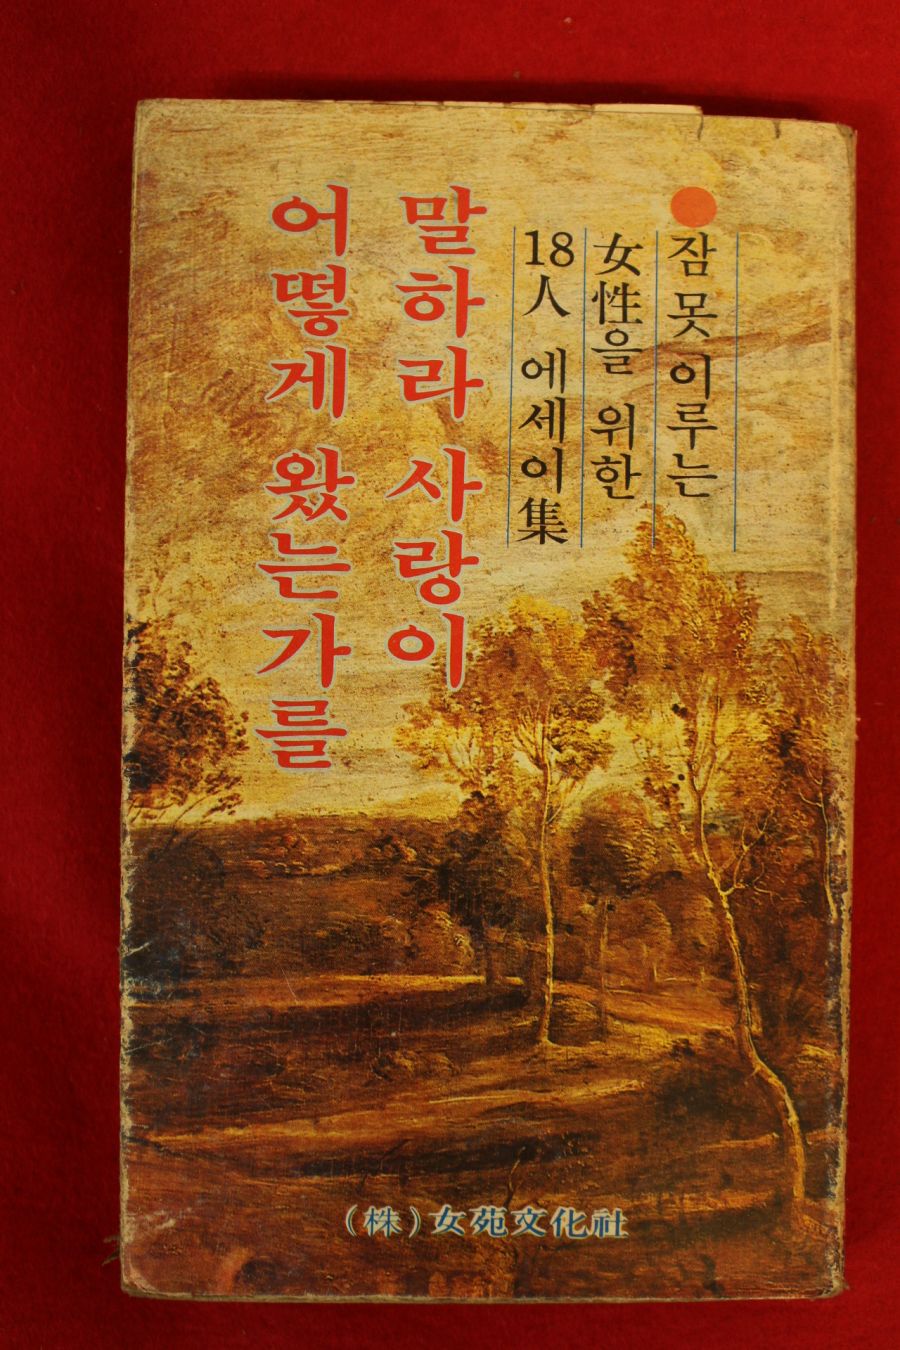 잠 못 이루는
女性을 위한
18人 에세이集
말하라 사랑이
어떻게 왔는가를
(株) 女苑文化社